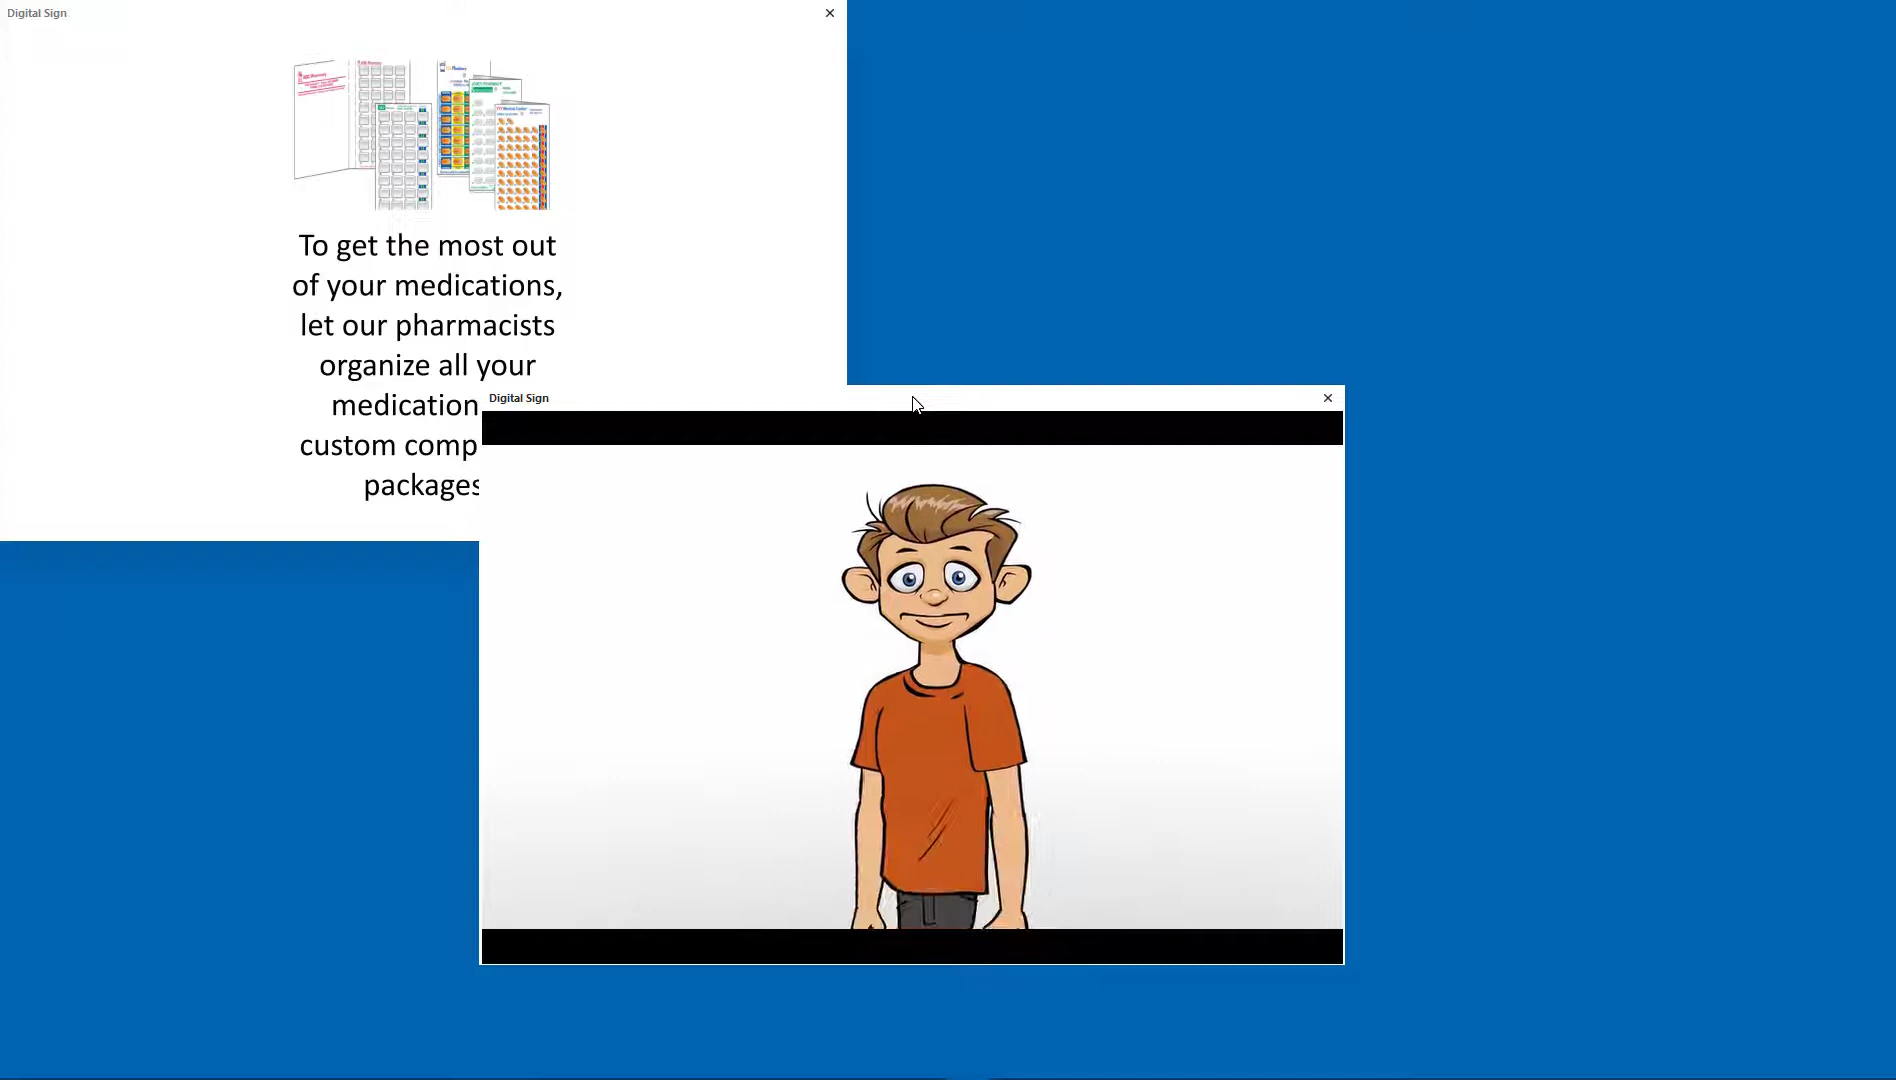 Digital Sign
To get the most out
of your medications,
let our pharmacists
organize all your
medication
custom comp
packages
Digital Sign